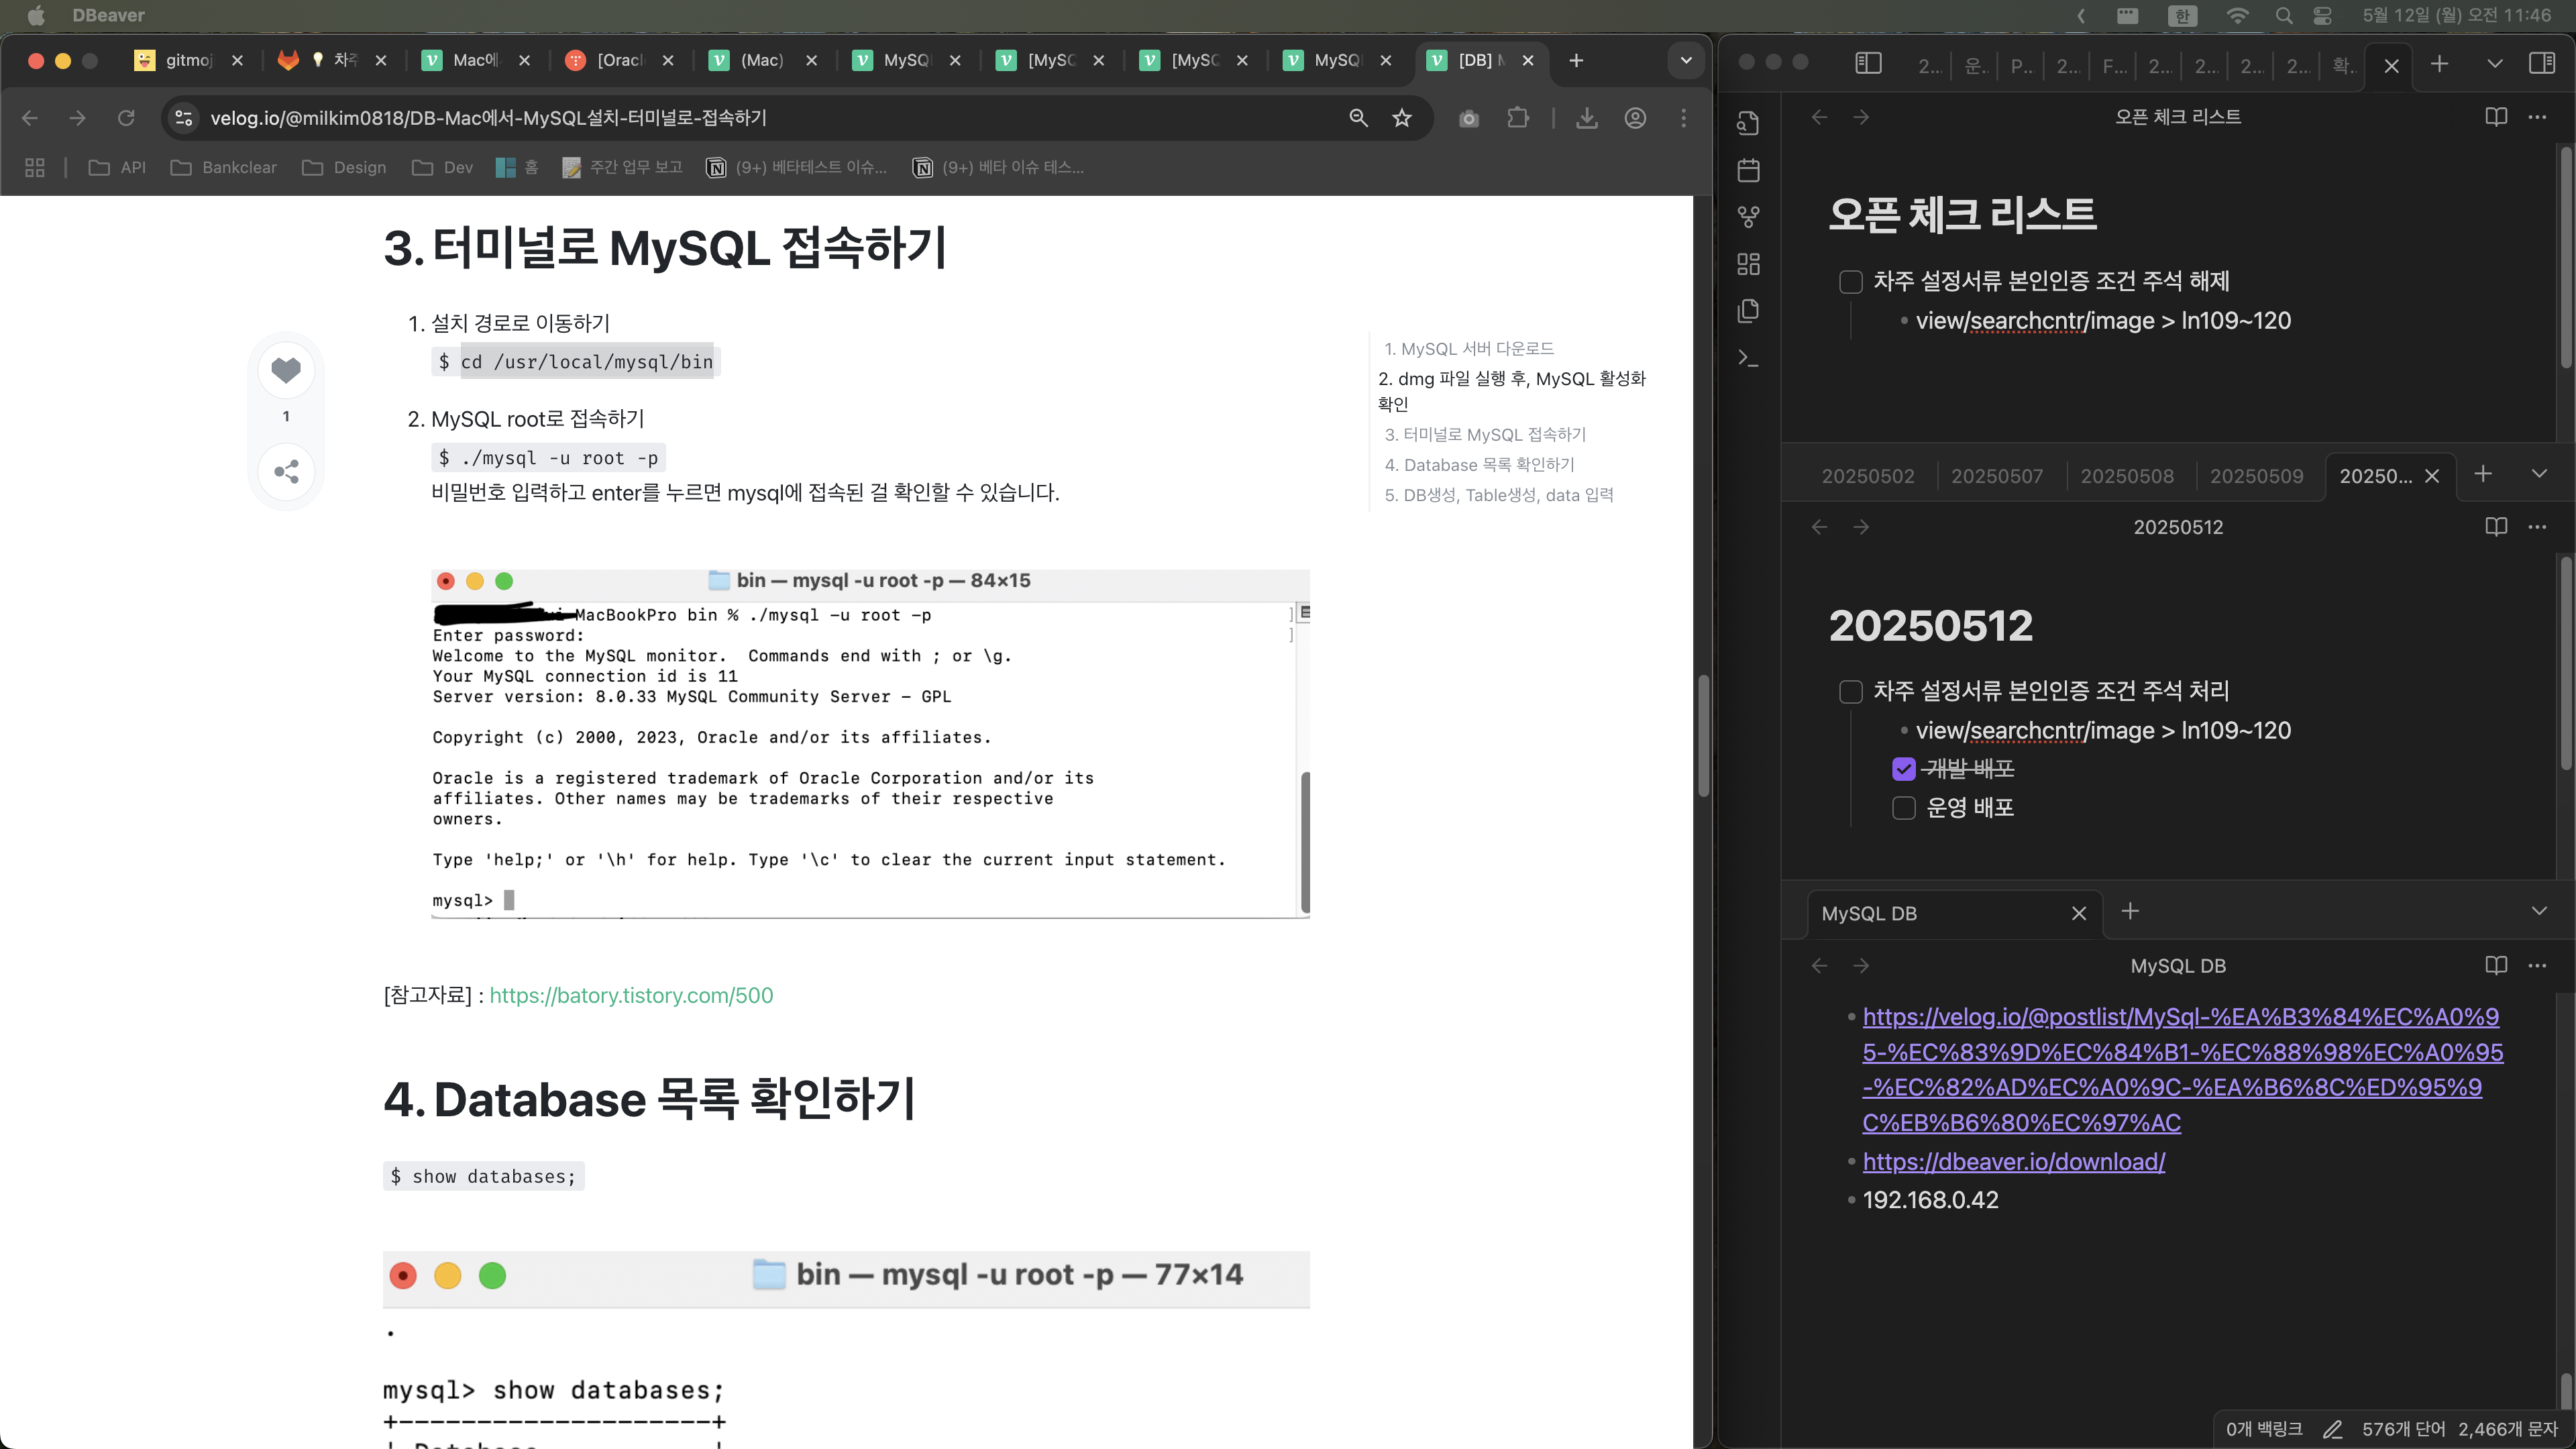 DBeaver
한
5월 12일 (월) 오전 11:46
gitmoj
차주
Mac에
[Oracl
(Mac)
MySQL
[MySQ
[MySQ
MySQL
[DB] M
velog.io/@milkim0818/DB-Mac에서-MySQL설치-터미널로-접속하기
API
Bankclear
Design
Dev
홈
주간 업무 보고
(9+) 베타테스트 이슈...
(9+) 베타 이슈 테스...
3. 터미널로 MySQL 접속하기
1. 설치 경로로 이동하기
$ cd /usr/local/mysql/bin
2. MySQL root로 접속하기
$ ./mysql -u root -p
비밀번호 입력하고 enter를 누르면 mysql에 접속된 걸 확인할 수 있습니다.
1
1. MySQL 서버 다운로드
2. dmg 파일 실행 후, MySQL 활성화
확인
3. 터미널로 MySQL 접속하기
4. Database 목록 확인하기
5. DB생성, Table생성, data 입력
bin — mysql -u root -p — 84×15
MacBookPro bin % ./mysql -u root -p
Enter password:
Welcome to the MySQL monitor.  Commands end with ; or \g.
Your MySQL connection id is 11
Server version: 8.0.33 MySQL Community Server - GPL
Copyright (c) 2000, 2023, Oracle and/or its affiliates.
Oracle is a registered trademark of Oracle Corporation and/or its
affiliates. Other names may be trademarks of their respective
owners.
Type 'help;' or '\h' for help. Type '\c' to clear the current input statement.
mysql>
[참고자료] : https://batory.tistory.com/500
4. Database 목록 확인하기
$ show databases;
bin — mysql -u root -p — 77×14
.
mysql> show databases;
+--------------------+
| Database |
2...
운...
P...
2...
F...
2...
2...
2...
2...
확...
오픈 체크 리스트
오픈 체크 리스트
차주 설정서류 본인인증 조건 주석 해제
view/searchcntr/image > ln109~120
20250502
20250507
20250508
20250509
20250...
20250512
20250512
차주 설정서류 본인인증 조건 주석 처리
view/searchcntr/image > ln109~120
개발 배포
운영 배포
MySQL DB
MySQL DB
https://velog.io/@postlist/MySql-%EA%B3%84%EC%A0%9
5-%EC%83%9D%EC%84%B1-%EC%88%98%EC%A0%95
-%EC%82%AD%EC%A0%9C-%EA%B6%8C%ED%95%9
C%EB%B6%80%EC%97%AC
https://dbeaver.io/download/
192.168.0.42
0개 백링크
576개 단어
2,466개 문자